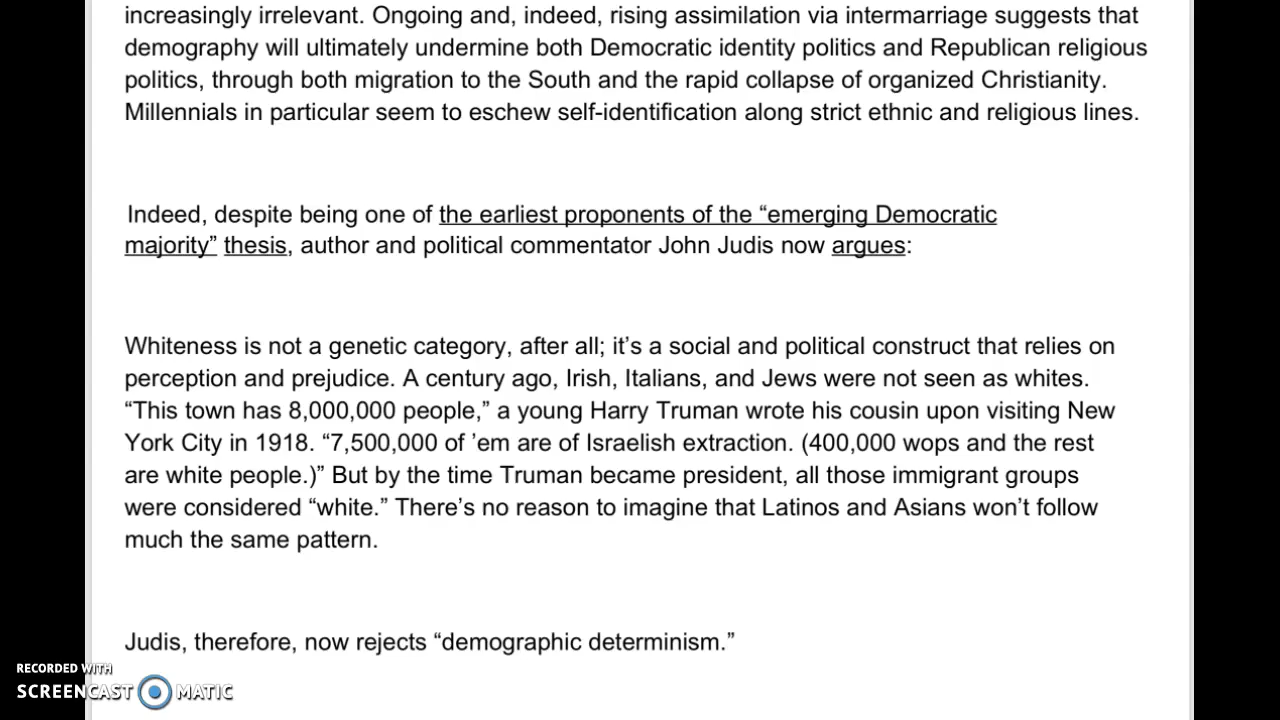 increasingly irrelevant. Ongoing and, indeed, rising assimilation via intermarriage suggests that
demography will ultimately undermine both Democratic identity politics and Republican religious
politics, through both migration to the South and the rapid collapse of organized Christianity.
Millennials in particular seem to eschew self-identification along strict ethnic and religious lines.
Indeed, despite being one of the earliest proponents of the “emerging Democratic
majority” thesis, author and political commentator John Judis now argues:
Whiteness is not a genetic category, after all; it’s a social and political construct that relies on
perception and prejudice. A century ago, Irish, Italians, and Jews were not seen as whites.
“This town has 8,000,000 people,” a young Harry Truman wrote his cousin upon visiting New
York City in 1918. “7,500,000 of ’em are of Israelish extraction. (400,000 wops and the rest
are white people.)” But by the time Truman became president, all those immigrant groups
were considered “white.” There’s no reason to imagine that Latinos and Asians won’t follow
much the same pattern.
Judis, therefore, now rejects “demographic determinism.”
RECORDED WITH
SCREENCAST MATIC